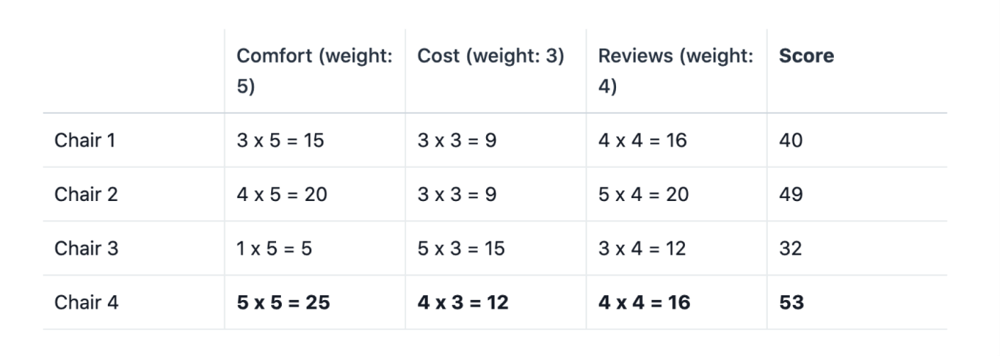 Comfort (weight: 5) Cost (weight: 3) Reviews (weight: 4) Score
Chair 1 3 x 5 = 15 3 x 3 = 9 4 x 4 = 16 40
Chair 2 4 x 5 = 20 3 x 3 = 9 5 x 4 = 20 49
Chair 3 1 x 5 = 5 5 x 3 = 15 3 x 4 = 12 32
Chair 4 5 x 5 = 25 4 x 3 = 12 4 x 4 = 16 53